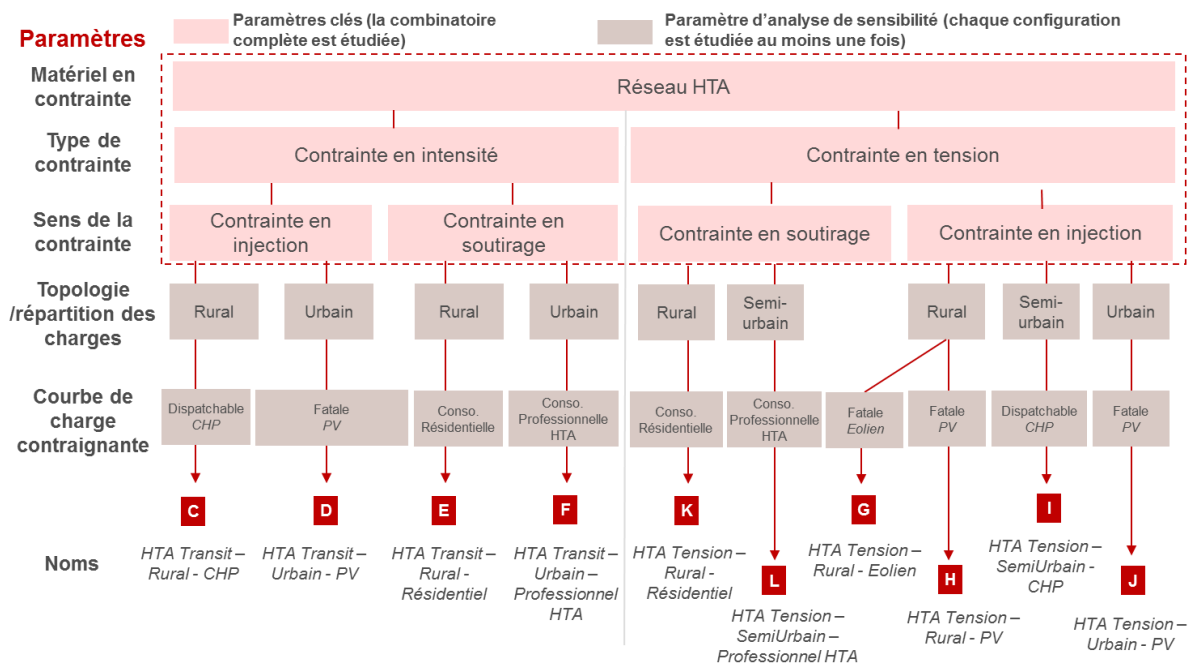 Paramètres
Paramètres clés (la combinatoire
complète est étudiée)
Paramètre d'analyse de sensibilité (chaque configuration
est étudiée au moins une fois)
Matériel en
contrainte
Réseau HTA
Type de
contrainte
Contrainte en intensité
Contrainte en tension
Sens de la
contrainte
Contrainte en
injection
Contrainte en
soutirage
Contrainte en soutirage
Contrainte en injection
Topologie
/répartition des
charges
Rural
Urbain
Rural
Urbain
Rural
Semi-
urbain
Rural
Semi-
urbain
Urbain
Courbe de
charge
contraignante
Dispatchable
CHP
Fatale
PV
Conso.
Résidentielle
Conso.
Professionnelle
HTA
Conso.
Résidentielle
Conso.
Professionnelle
HTA
Fatale
Eolien
Fatale
PV
Dispatchable
CHP
Fatale
PV
Noms
C
HTA Transit –
Rural - CHP
D
HTA Transit –
Urbain - PV
E
HTA Transit –
Rural -
Résidentiel
F
HTA Transit –
Urbain –
Professionnel
HTA
K
HTA Tension –
Rural -
Résidentiel
L
HTA Tension –
SemiUrbain –
Professionnel HTA
G
HTA Tension –
Rural - Eolien
H
HTA Tension –
Rural - PV
I
HTA Tension –
SemiUrbain -
CHP
J
HTA Tension –
Urbain - PV